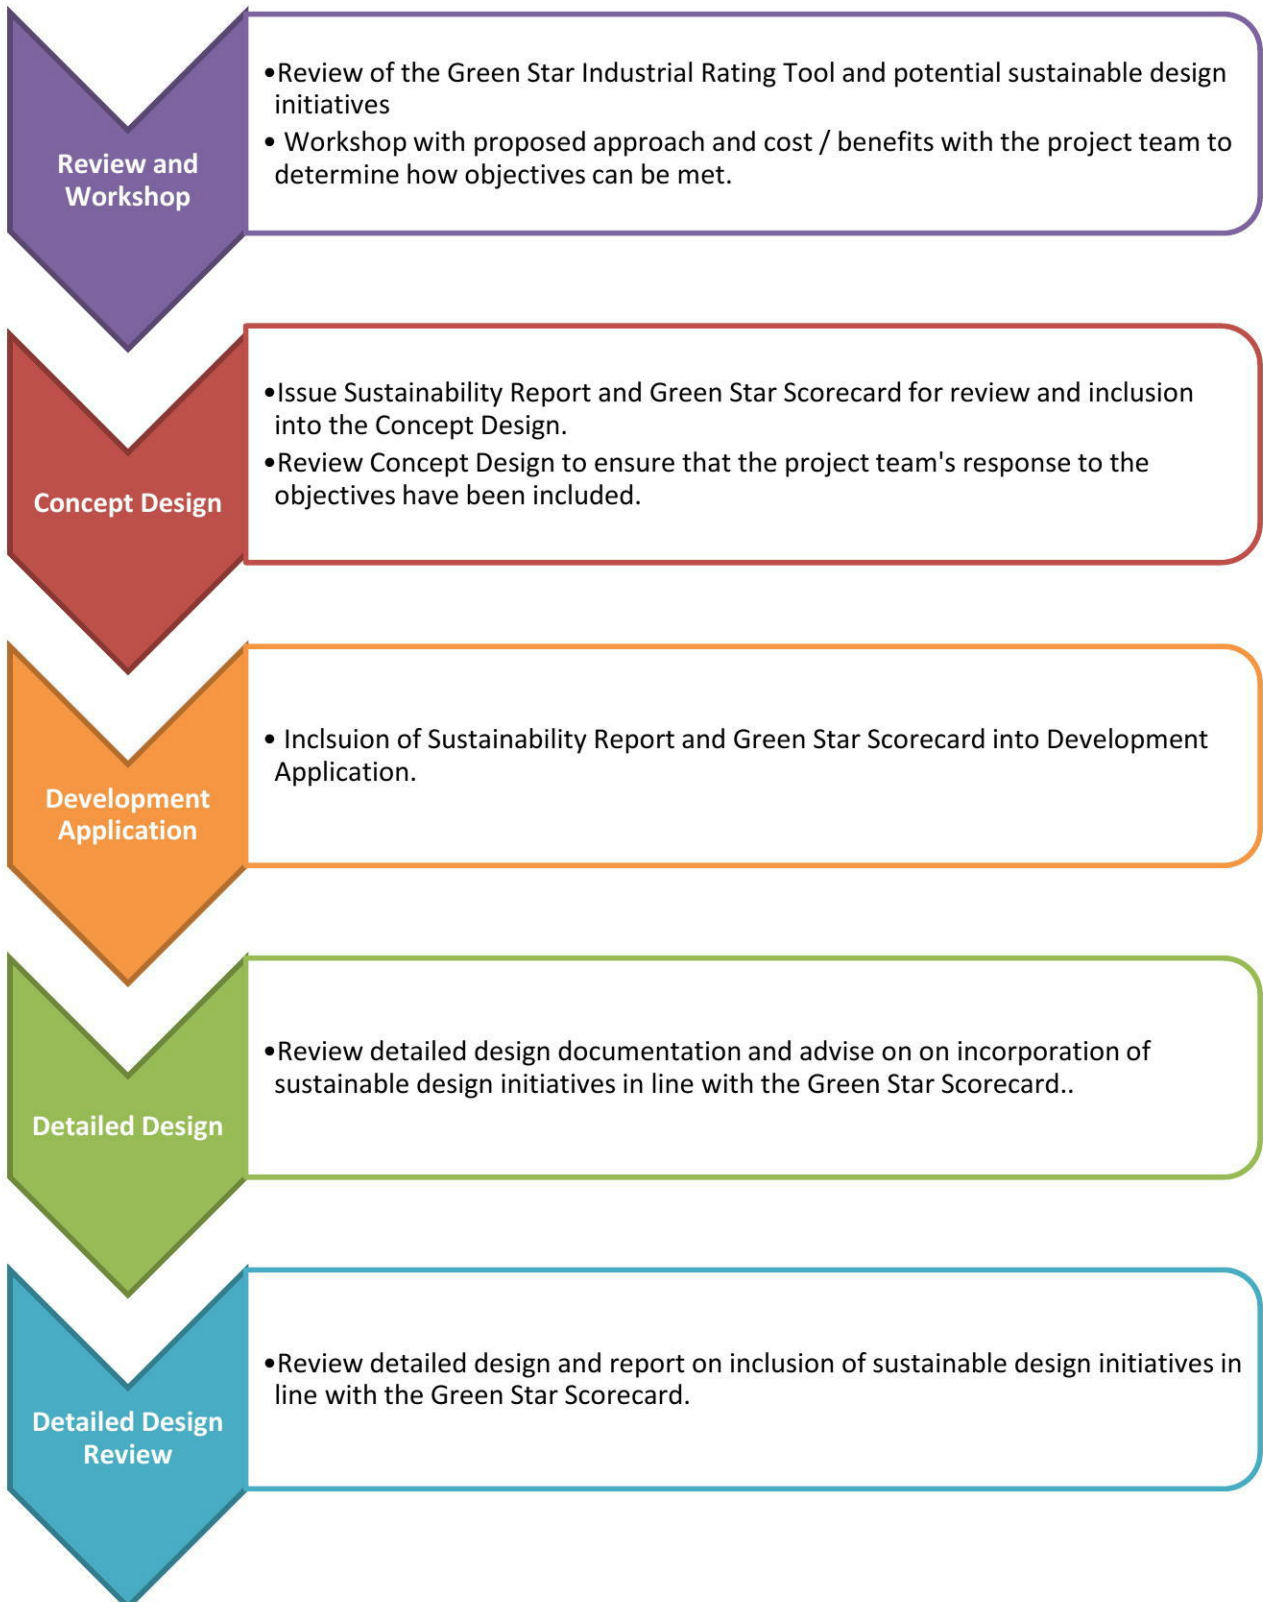 Review and
Workshop
•Review of the Green Star Industrial Rating Tool and potential sustainable design
initiatives
• Workshop with proposed approach and cost / benefits with the project team to
determine how objectives can be met.
Concept Design
•Issue Sustainability Report and Green Star Scorecard for review and inclusion
into the Concept Design.
•Review Concept Design to ensure that the project team's response to the
objectives have been included.
Development
Application
• Inclsuion of Sustainability Report and Green Star Scorecard into Development
Application.
Detailed Design
•Review detailed design documentation and advise on on incorporation of
sustainable design initiatives in line with the Green Star Scorecard..
Detailed Design
Review
•Review detailed design and report on inclusion of sustainable design initiatives in
line with the Green Star Scorecard.